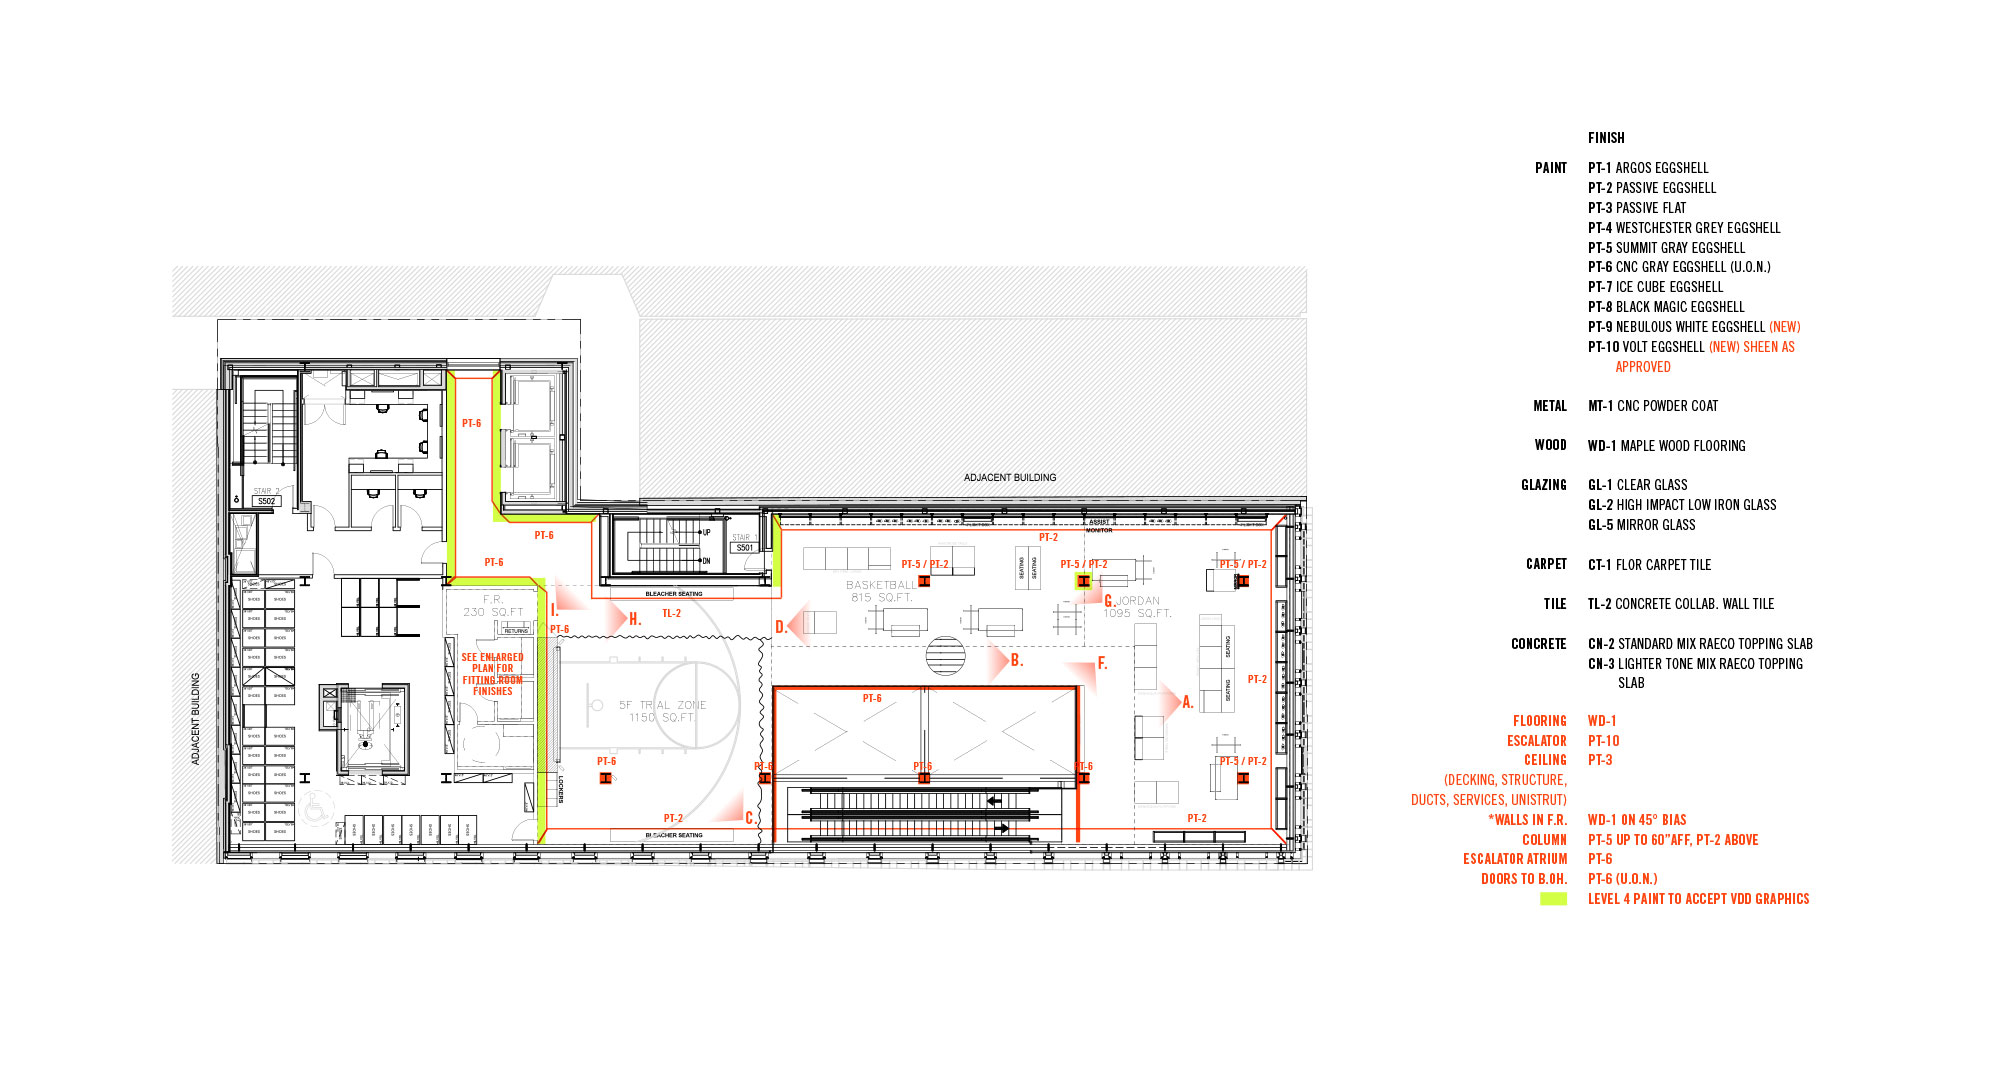 FINISH
PAINT PT-1 ARGOS EGGSHELL
PT-2 PASSIVE EGGSHELL
PT-3 PASSIVE FLAT
PT-4 WESTCHESTER GREY EGGSHELL
PT-5 SUMMIT GRAY EGGSHELL
PT-6 CNC GRAY EGGSHELL (U.O.N.)
PT-7 ICE CUBE EGGSHELL
PT-8 BLACK MAGIC EGGSHELL
PT-9 NEBULOUS WHITE EGGSHELL (NEW)
PT-10 VOLT EGGSHELL (NEW) SHEEN AS
APPROVED
METAL MT-1 CNC POWDER COAT
WOOD WD-1 MAPLE WOOD FLOORING
GLAZING GL-1 CLEAR GLASS
GL-2 HIGH IMPACT LOW IRON GLASS
GL-5 MIRROR GLASS
CARPET CT-1 FLOR CARPET TILE
TILE TL-2 CONCRETE COLLAB. WALL TILE
CONCRETE CN-2 STANDARD MIX RAECO TOPPING SLAB
CN-3 LIGHTER TONE MIX RAECO TOPPING
SLAB
FLOORING WD-1
ESCALATOR PT-10
CEILING PT-3
(DECKING, STRUCTURE,
DUCTS, SERVICES, UNISTRUT)
*WALLS IN F.R. WD-1 ON 45° BIAS
COLUMN PT-5 UP TO 60"AFF, PT-2 ABOVE
ESCALATOR ATRIUM PT-6
DOORS TO B.OH. PT-6 (U.O.N.)
LEVEL 4 PAINT TO ACCEPT VDD GRAPHICS
ADJACENT BUILDING
ADJACENT BUILDING
PT-6
STAIR 2
S502
PT-6
PT-6
UP
DN
STAIR 1
S501
ASSIST
MONITOR
PT-2
PT-5 / PT-2
PT-5 / PT-2
PT-5 / PT-2
SEATING
SEATING
BASKETBALL
815 SQ.FT.
JORDAN
1095 SQ.FT.
F.R.
230 SQ.FT
RETURNS
BLEACHER SEATING
TL-2
I.
H.
D.
G.
B.
F.
A.
C.
PT-6
SEE ENLARGED
PLAN FOR
FITTING ROOM
FINISHES
5F TRIAL ZONE
1150 SQ.FT.
SEATING
SEATING
PT-2
PT-6
PT-6
PT-6
PT-6
PT-6
PT-5 / PT-2
LOCKERS
PT-2
PT-2
BLEACHER SEATING
SHOES
SHOES